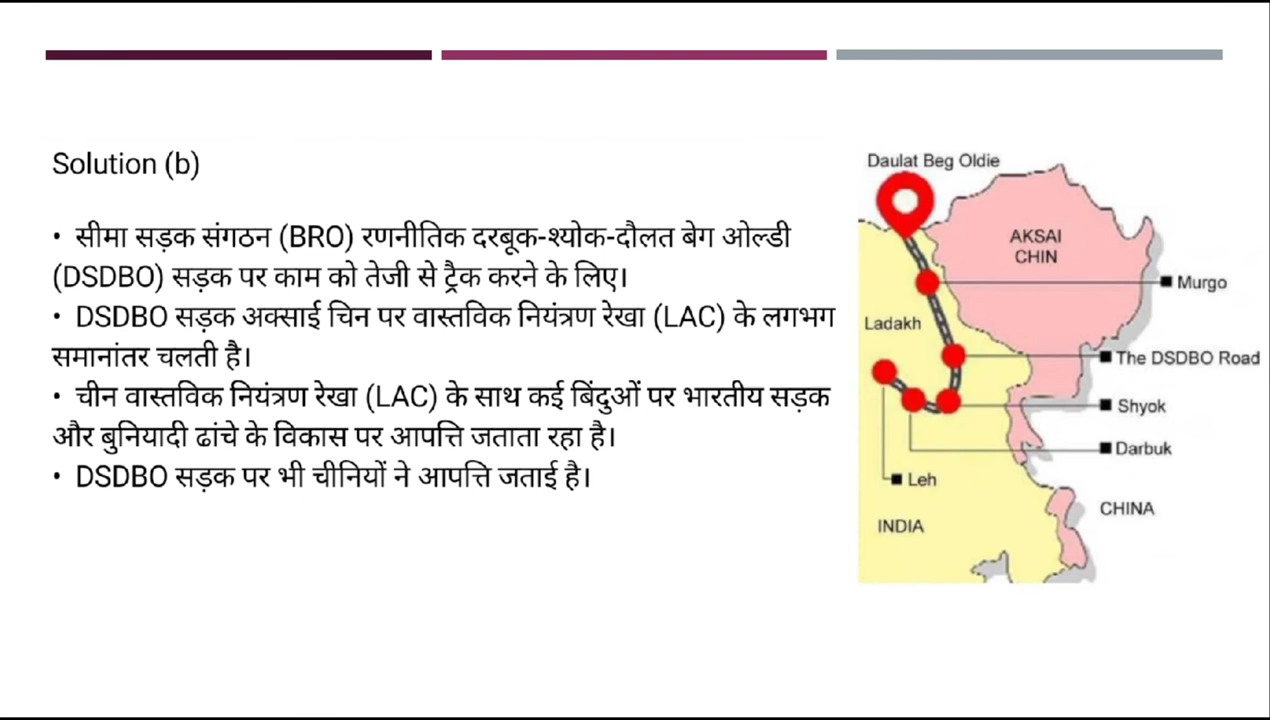 Solution (b)
• सीमा सड़क संगठन (BRO) रणनीतिक दरबूक-श्योक-दौलत बेग ओल्डी
(DSDBO) सड़क पर काम को तेजी से ट्रैक करने के लिए।
• DSDBO सड़क अक्साई चिन पर वास्तविक नियंत्रण रेखा (LAC) के लगभग
समानांतर चलती है।
• चीन वास्तविक नियंत्रण रेखा (LAC) के साथ कई बिंदुओं पर भारतीय सड़क
और बुनियादी ढांचे के विकास पर आपत्ति जताता रहा है।
• DSDBO सड़क पर भी चीनियों ने आपत्ति जताई है।
Daulat Beg Oldie
AKSAI
CHIN
Murgo
Ladakh
The DSDBO Road
Shyok
Darbuk
Leh
CHINA
INDIA